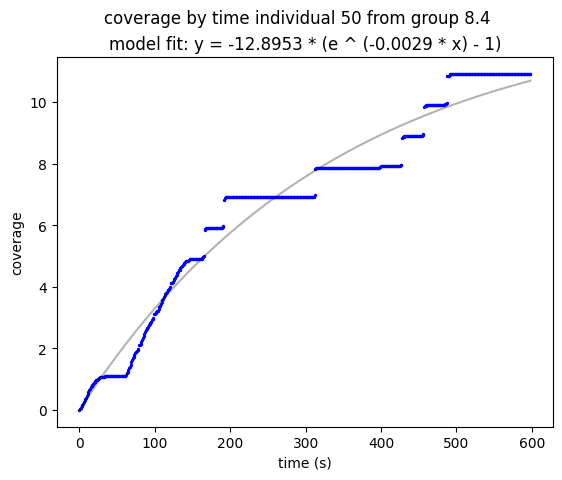 coverage by time individual 50 from group 8.4
model fit: y = -12.8953 * (e ^ (-0.0029 * x) - 1)
10
8
6
4
2
0
coverage
0 100 200 300 400 500 600
time (s)